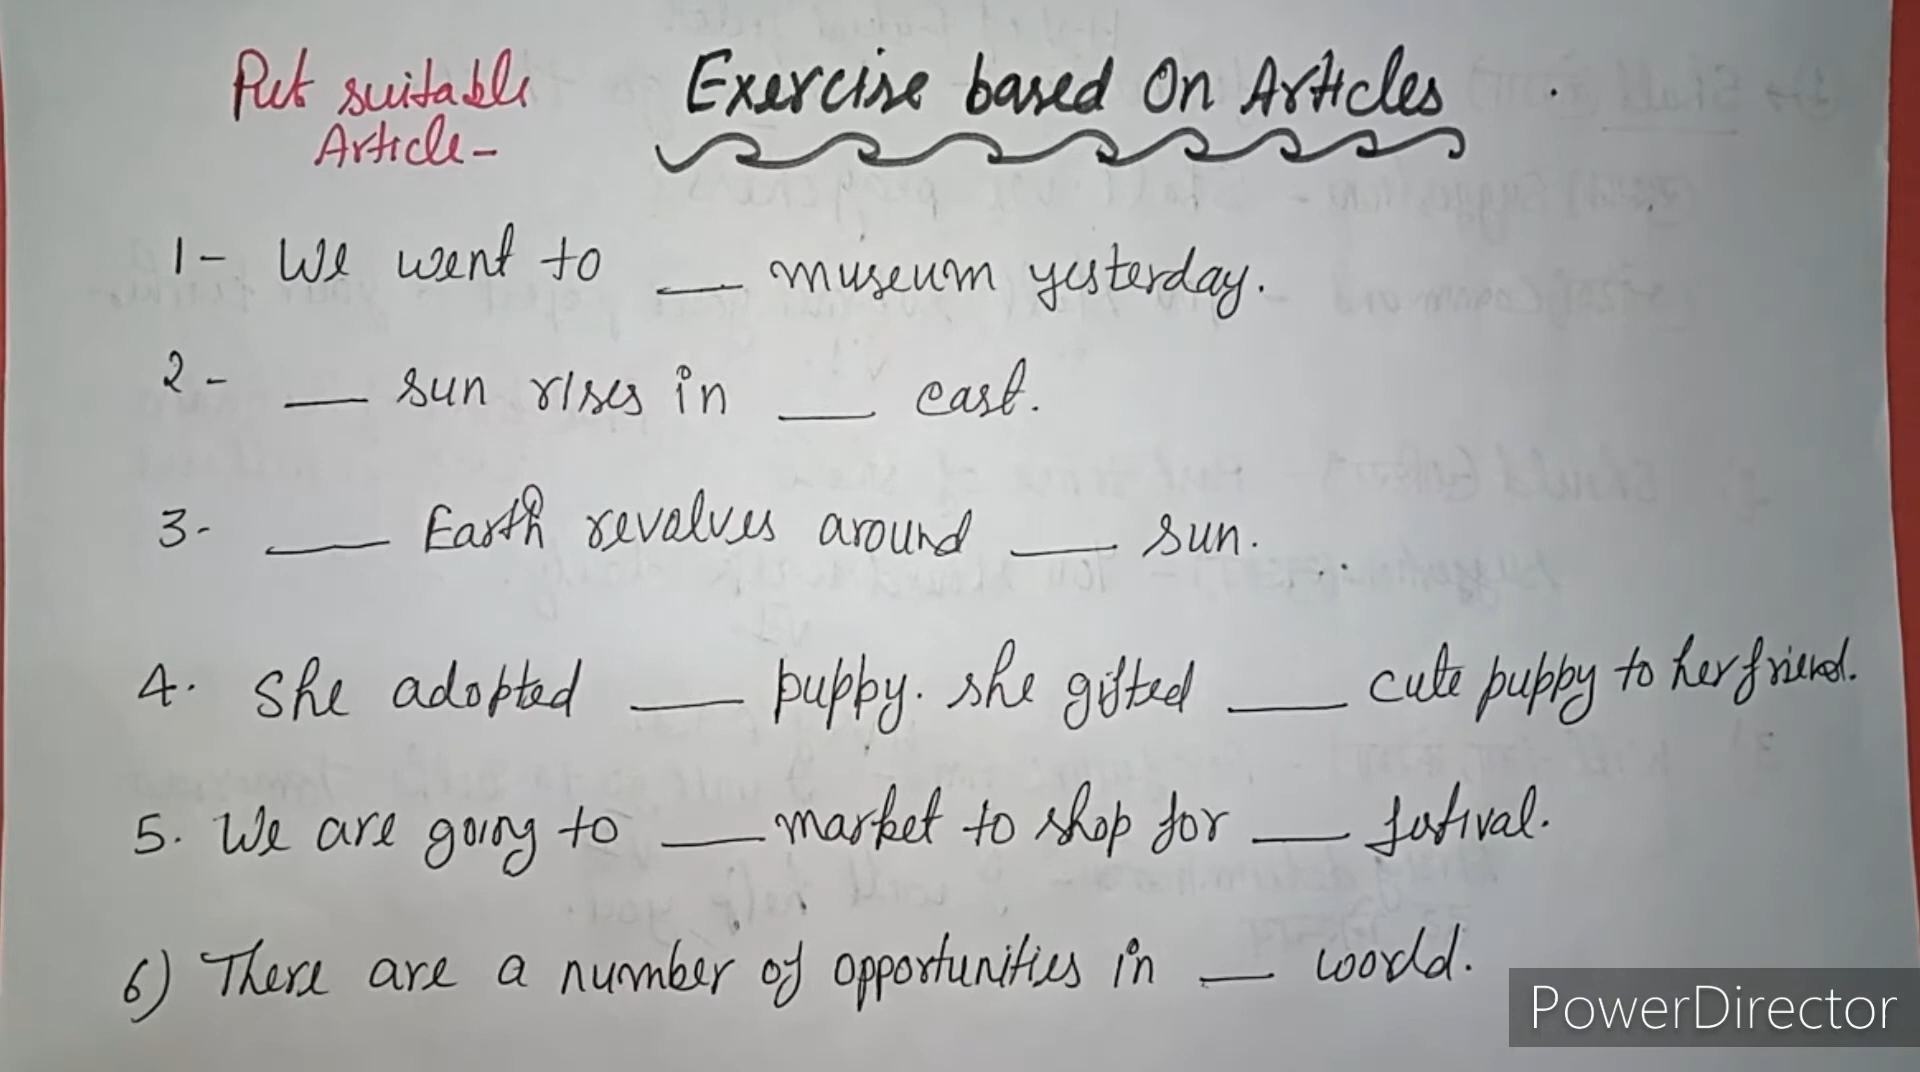 Put suitable Exercise based On Articles
Article-
1- We went to __ museum yesterday.
2- __ sun rises in __ east.
3- __ Earth revolves around __ sun.
4. She adopted __ puppy. she gifted __ cute puppy to her friend.
5. We are going to __ market to shop for __ festival.
6) There are a number of opportunities in __ world.
PowerDirector